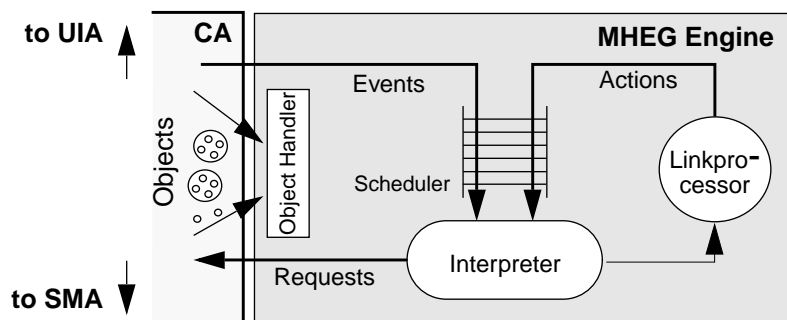 to UIA
CA
MHEG Engine
Events
Actions
Objects
Object Handler
Scheduler
Linkpro-
cessor
Interpreter
Requests
to SMA